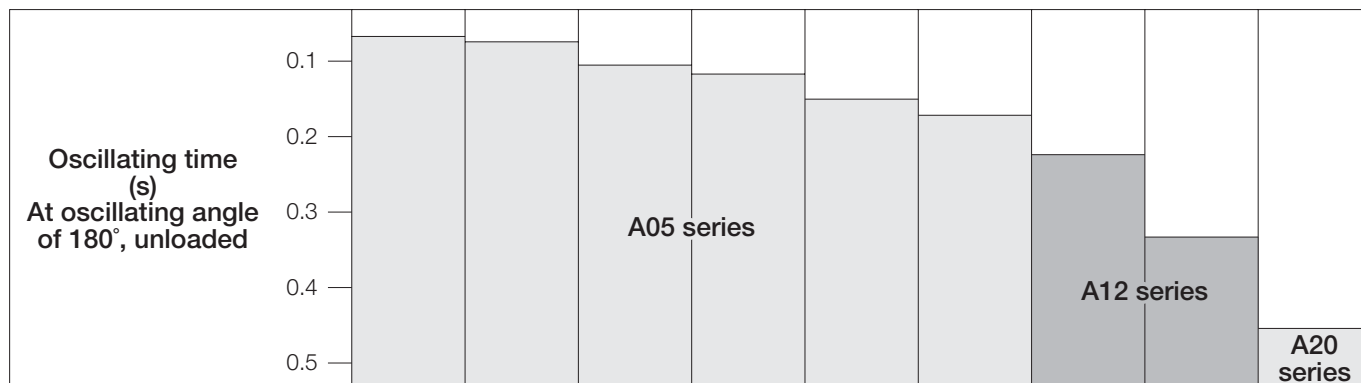 Oscillating time
(s)
At oscillating angle
of 180°, unloaded
0.1
0.2
0.3
0.4
0.5
A05 series
A12 series
A20
series